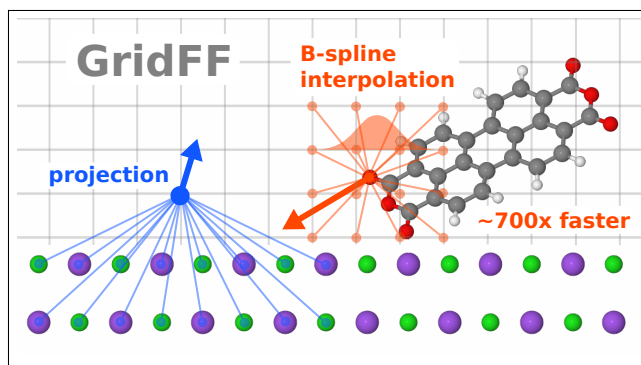 GridFF
B-spline
interpolation
projection
~700x faster